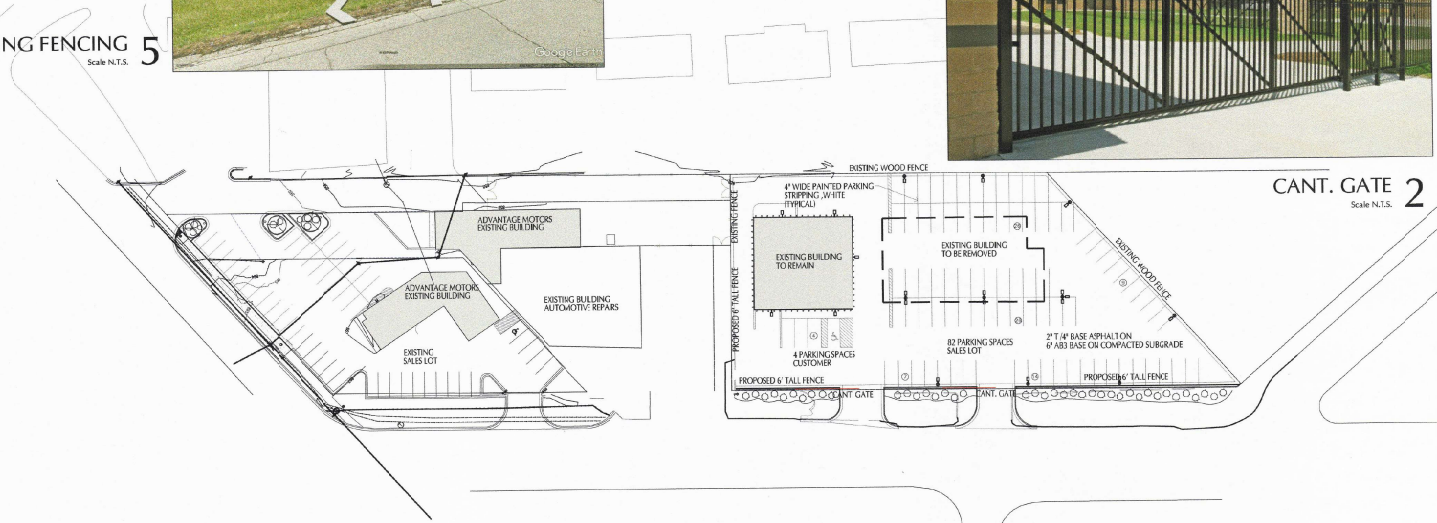 NG FENCING 5
Scale N.T.S.
Google Earth
CANT. GATE 2
Scale N.T.S.
EXISTING WOOD FENCE
4" WIDE PAINTED PARKING
STRIPPING ,WHITE
(TYPICAL)
EXISTING FENCE
PROPOSED 6' TALL FENCE
ADVANTAGE MOTORS
EXISTING BUILDING
ADVANTAGE MOTORS
EXISTING BUILDING
EXISTING BUILDING
AUTOMOTIVE REPARS
EXISTING
SALES LOT
EXISTING BUILDING
TO REMAIN
EXISTING BUILDING
TO BE REMOVED
EXISTING WOOD FENCE
4 PARKING SPACES
CUSTOMER
82 PARKING SPACES
SALES LOT
2" T /4" BASE ASPHALT ON
6" AB3 BASE ON COMPACTED SUBGRADE
PROPOSED 6' TALL FENCE
PROPOSED 6' TALL FENCE
CANT GATE
CANT. GATE